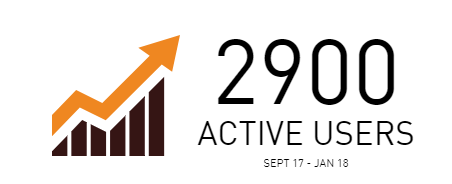 2900
ACTIVE USERS
SEPT 17 - JAN 18